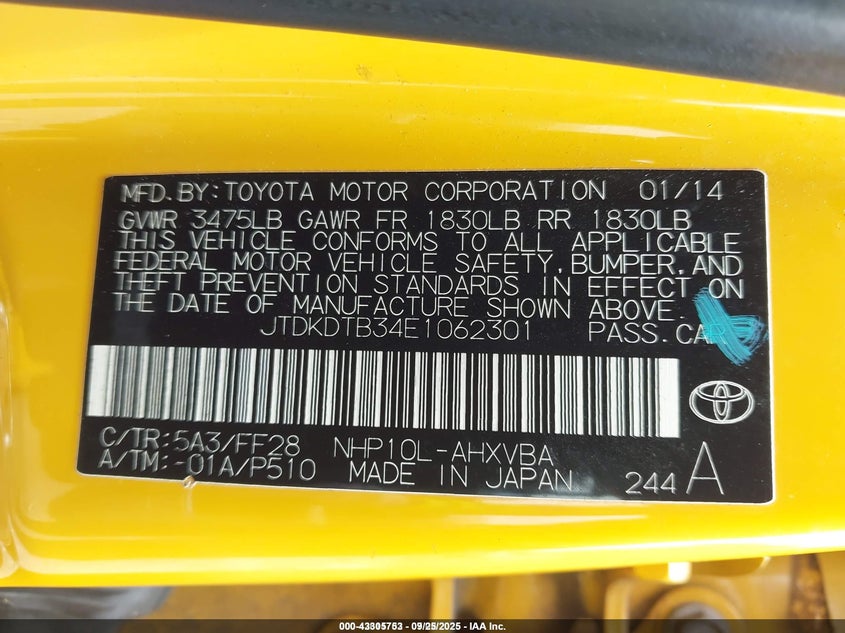 MFD. BY: TOYOTA MOTOR CORPORATION 01/14
GVWR 3475LB GAWR FR 1830LB RR 1830LB
THIS VEHICLE CONFORMS TO ALL APPLICABLE
FEDERAL MOTOR VEHICLE SAFETY, BUMPER, AND
THEFT PREVENTION STANDARDS IN EFFECT ON
THE DATE OF MANUFACTURE SHOWN ABOVE.
JTDKDTB34E1062301 PASS. CAR
C/TR: 5A3/FF28 NHP10L-AHXVBA
A/TM: -01A/P510 MADE IN JAPAN 244 A
000-43805753 - 09/25/2025 - IAA Inc.